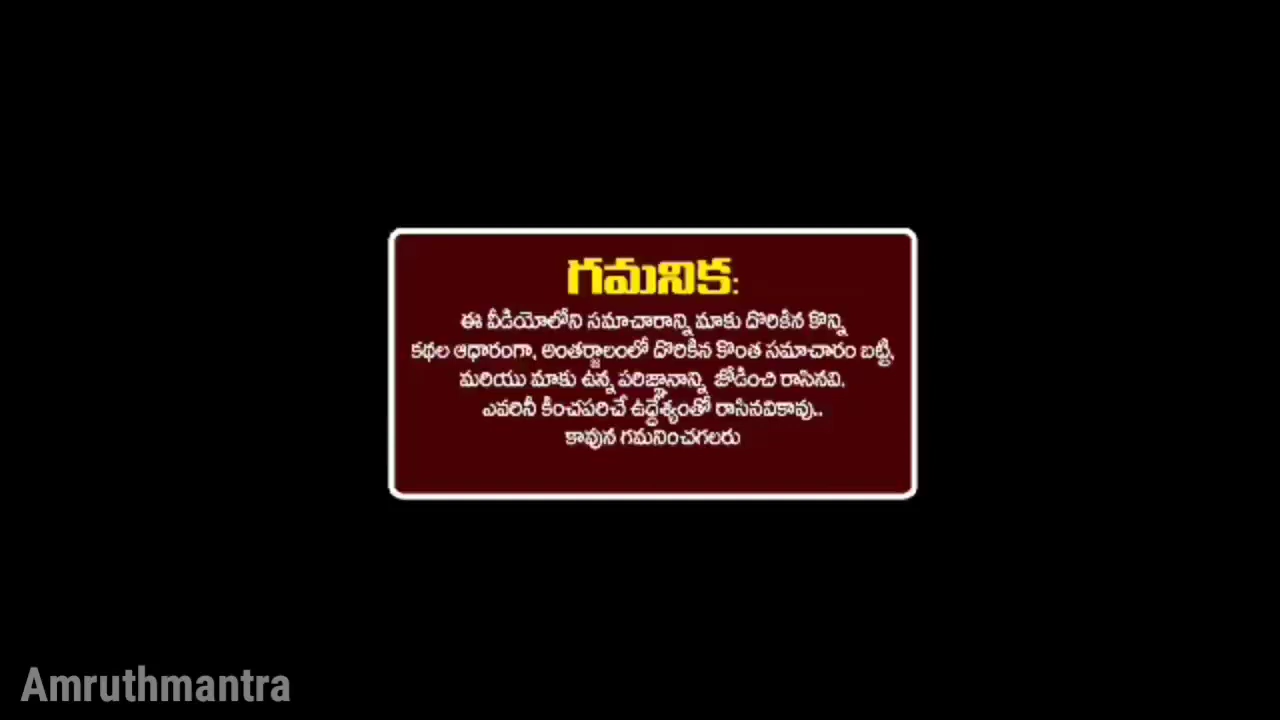 గమనిక:
ఈ వీడియోలోని సమాచారాన్ని మాకు దొరికిన కొన్ని
కథల ఆధారంగా, అంతర్జాలంలో దొరికిన కొంత సమాచారం బట్టి,
మరియు మాకు ఉన్న పరిజ్ఞానాన్ని జోడించి రాసినవి.
ఎవరినీ కించపరిచే ఉద్దేశ్యంతో రాసినవికావు..
కావున గమనించగలరు
Amruthmantra